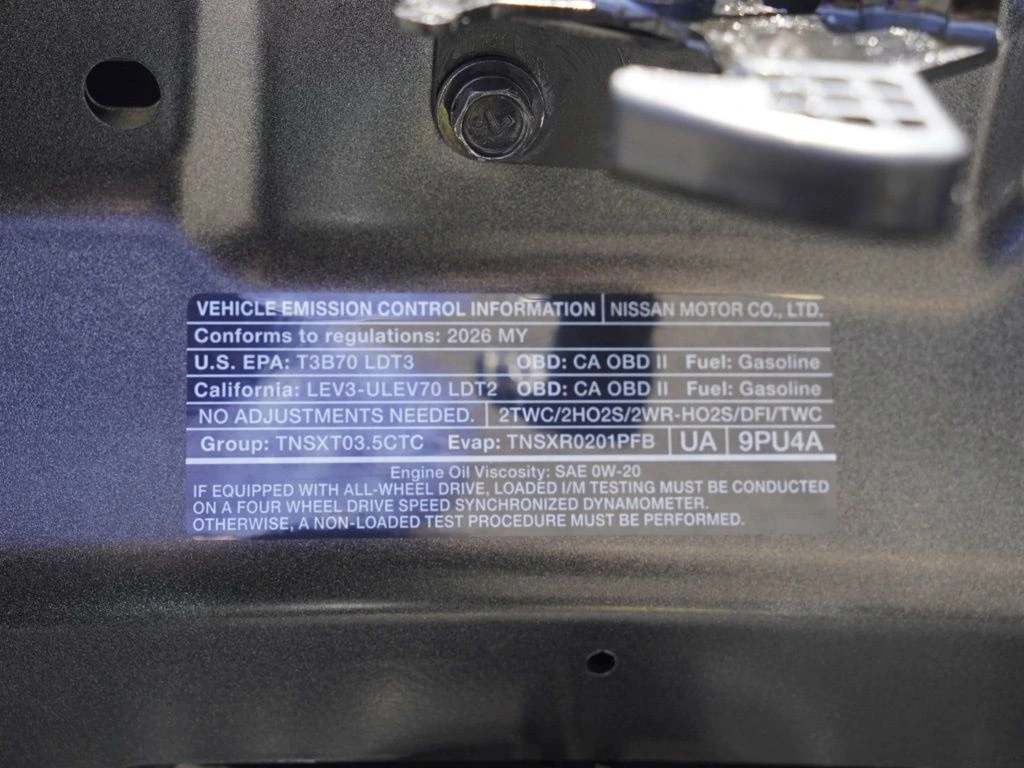 VEHICLE EMISSION CONTROL INFORMATION NISSAN MOTOR CO., LTD.
Conforms to regulations: 2026 MY
U.S. EPA: T3B70 LDT3 OBD: CA OBD II Fuel: Gasoline
California: LEV3-ULEV70 LDT2 OBD: CA OBD II Fuel: Gasoline
NO ADJUSTMENTS NEEDED. 2TWC/2HO2S/2WR-HO2S/DFI/TWC
Group: TNSXT03.5CTC Evap: TNSXR0201PFB UA 9PU4A
Engine Oil Viscosity: SAE 0W-20
IF EQUIPPED WITH ALL-WHEEL DRIVE, LOADED I/M TESTING MUST BE CONDUCTED
ON A FOUR WHEEL DRIVE SPEED SYNCHRONIZED DYNAMOMETER.
OTHERWISE, A NON-LOADED TEST PROCEDURE MUST BE PERFORMED.